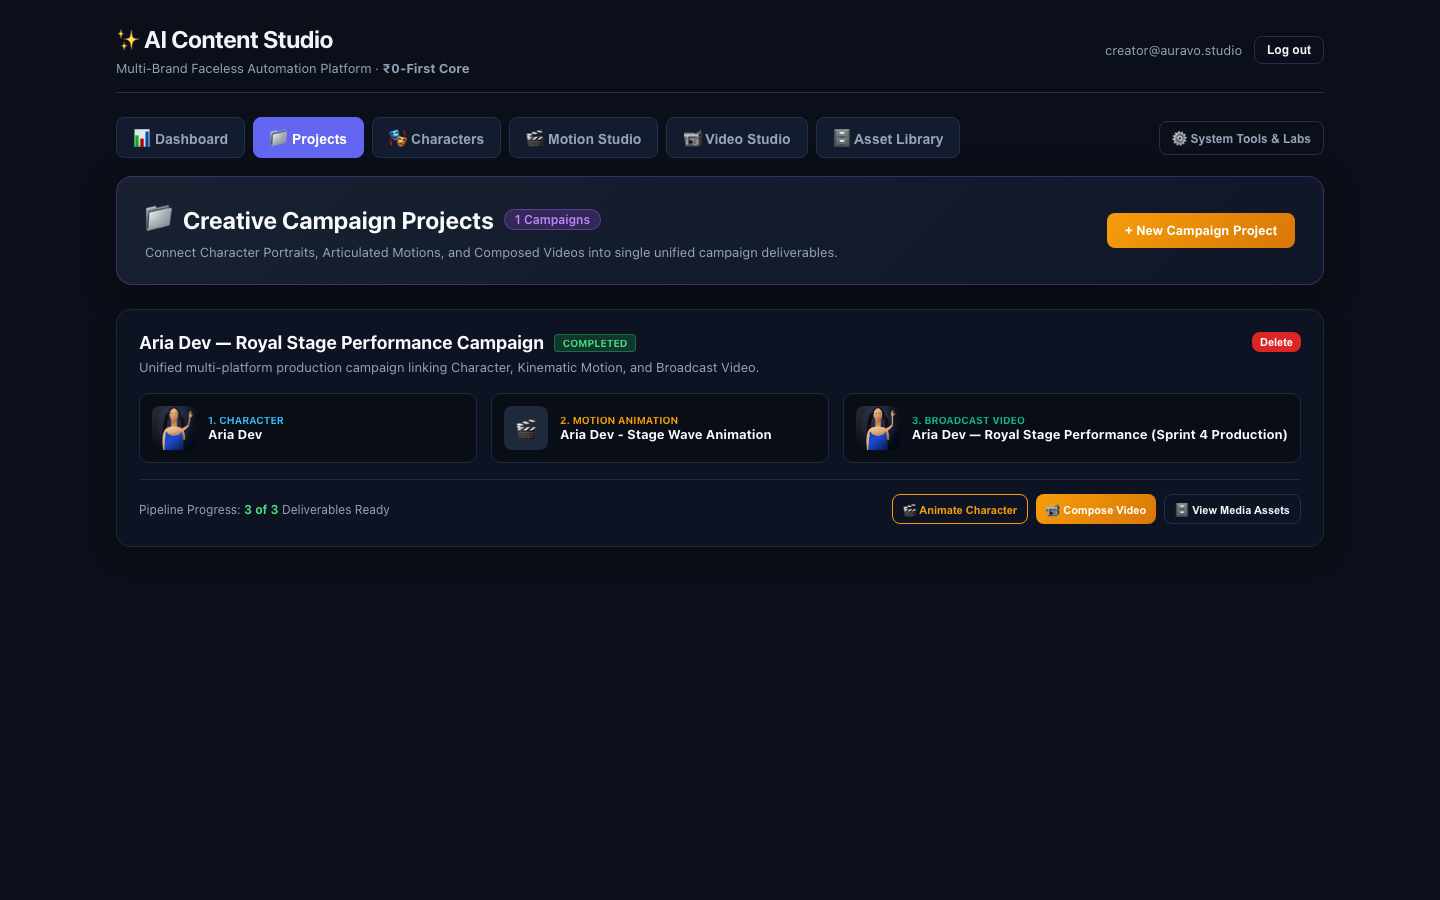 ✨ AI Content Studio
Multi-Brand Faceless Automation Platform · ₹0-First Core
creator@auravo.studio
Log out
📊 Dashboard
📁 Projects
🎭 Characters
🎬 Motion Studio
📹 Video Studio
🗄️ Asset Library
⚙️ System Tools & Labs
📁 Creative Campaign Projects
1 Campaigns
Connect Character Portraits, Articulated Motions, and Composed Videos into single unified campaign deliverables.
+ New Campaign Project
Aria Dev — Royal Stage Performance Campaign
COMPLETED
Delete
Unified multi-platform production campaign linking Character, Kinematic Motion, and Broadcast Video.
1. CHARACTER
Aria Dev
2. MOTION ANIMATION
Aria Dev - Stage Wave Animation
3. BROADCAST VIDEO
Aria Dev — Royal Stage Performance (Sprint 4 Production)
Pipeline Progress: 3 of 3 Deliverables Ready
🎬 Animate Character
📹 Compose Video
🗄️ View Media Assets